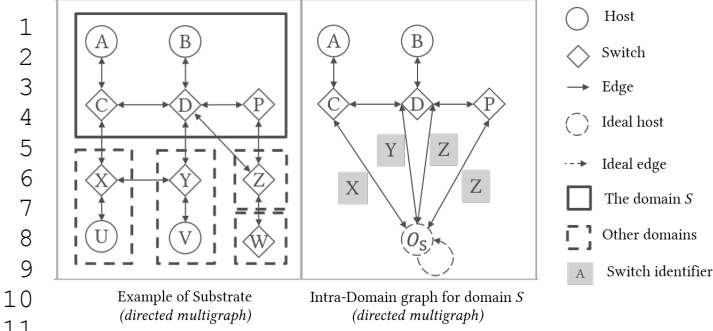 1
2
3
4
5
6
7
8
9
10
11
A B
C D P
X Y Z
U V W
Example of Substrate
(directed multigraph)
A B
C D P
Y Z
X Z
O_S
Intra-Domain graph for domain S
(directed multigraph)
Host
Switch
Edge
Ideal host
Ideal edge
The domain S
Other domains
A Switch identifier